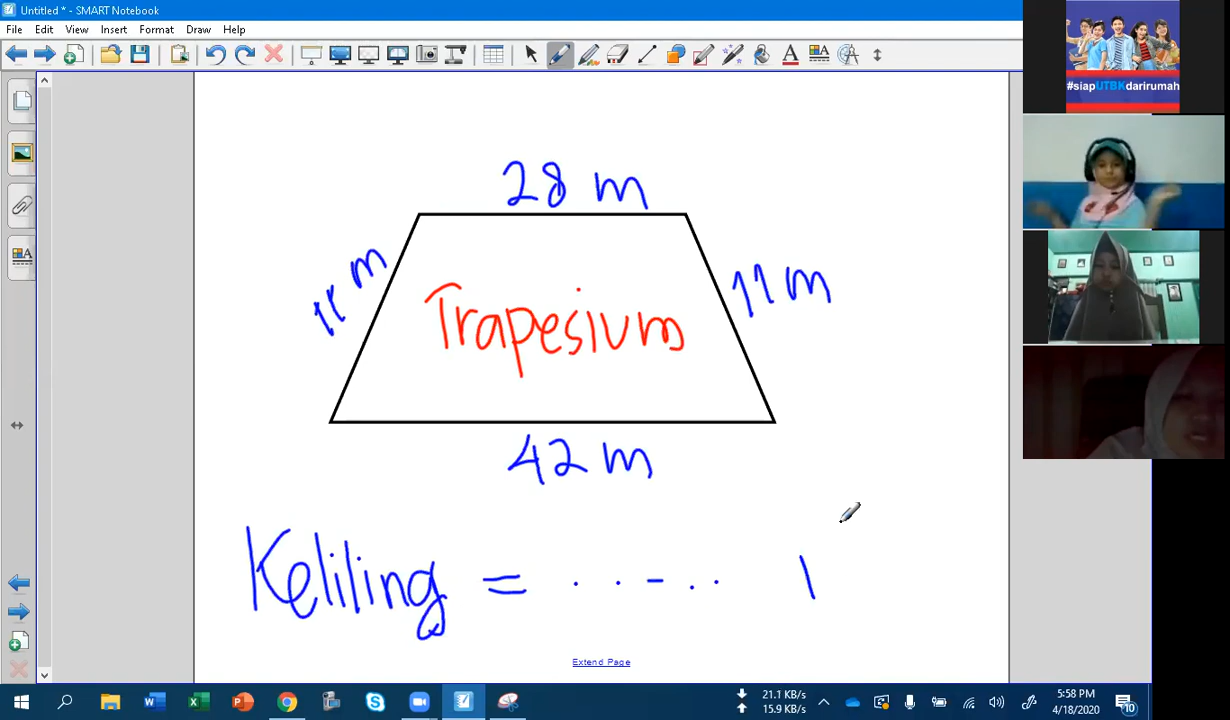 Untitled * - SMART Notebook
File Edit View Insert Format Draw Help
#siapUTBKdarirumah
28 m
11 m
11 m
Trapesium
42 m
Keliling = ..-..
Extend Page
21.1 KB/s
15.9 KB/s
5:58 PM
4/18/2020
10